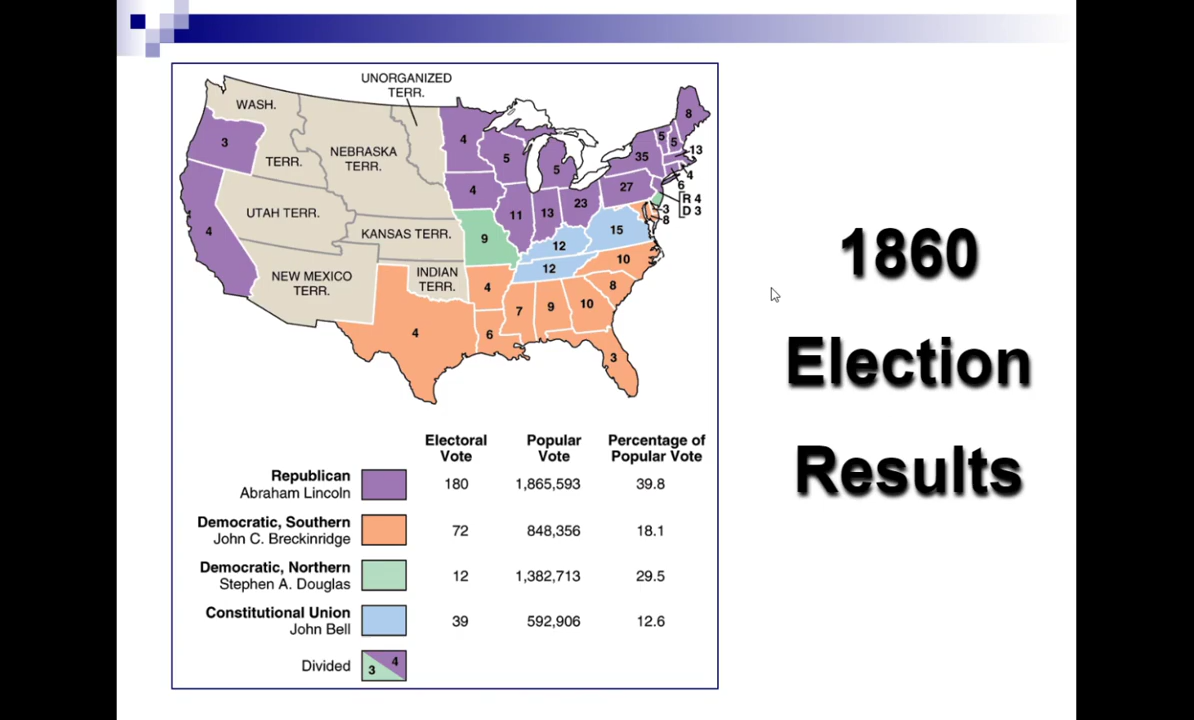 UNORGANIZED
TERR.
WASH.
TERR.
NEBRASKA
TERR.
UTAH TERR.
KANSAS TERR.
NEW MEXICO
TERR.
INDIAN
TERR.
3
4
4
5
5
4
11
13
23
27
35
5
5
8
13
4
6
R 4
D 3
3
8
9
12
15
12
10
4
8
7
9
10
4
6
3
1860
Election
Results
Electoral Popular Percentage of
Vote Vote Popular Vote
Republican
Abraham Lincoln 180 1,865,593 39.8
Democratic, Southern
John C. Breckinridge 72 848,356 18.1
Democratic, Northern
Stephen A. Douglas 12 1,382,713 29.5
Constitutional Union
John Bell 39 592,906 12.6
Divided 3 4